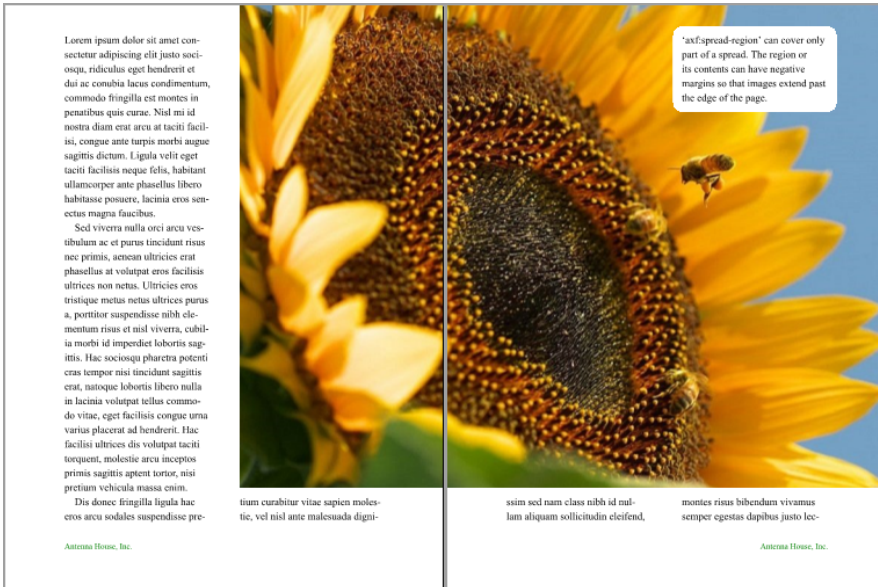 Lorem ipsum dolor sit amet con-
sectetur adipiscing elit justo soci-
osqu, ridiculus eget hendrerit et
dui ac conubia lacus condimentum,
commodo fringilla est montes in
penatibus quis curae. Nisl mi id
nostra diam erat arcu at taciti facil-
isi, congue ante turpis morbi augue
sagittis dictum. Ligula velit eget
taciti facilisis neque felis, habitant
ullamcorper ante phasellus libero
habitasse posuere, lacinia eros sen-
ectus magna faucibus.
Sed viverra nulla orci arcu ves-
tibulum ac et purus tincidunt risus
nec primis, aenean ultricies erat
phasellus at volutpat eros facilisis
ultrices non netus. Ultricies eros
tristique metus netus ultrices purus
a, porttitor suspendisse nibh ele-
mentum risus et nisl viverra, cubil-
ia morbi id imperdiet lobortis sag-
ittis. Hac sociosqu pharetra potenti
cras tempor nisi tincidunt sagittis
erat, natoque lobortis libero nulla
in lacinia volutpat tellus commo-
do vitae, eget facilisis congue urna
varius placerat ad hendrerit. Hac
facilisi ultrices dis volutpat taciti
torquent, molestie arcu inceptos
primis sagittis aptent tortor, nisi
pretium vehicula massa enim.
Dis donec fringilla ligula hac
eros arcu sodales suspendisse pre-
tium curabitur vitae sapien moles-
tie, vel nisl ante malesuada digni-
Antenna House, Inc.
‘axf:spread-region’ can cover only
part of a spread. The region or
its contents can have negative
margins so that images extend past
the edge of the page.
ssim sed nam class nibh id nul-
lam aliquam sollicitudin eleifend,
montes risus bibendum vivamus
semper egestas dapibus justo lec-
Antenna House, Inc.